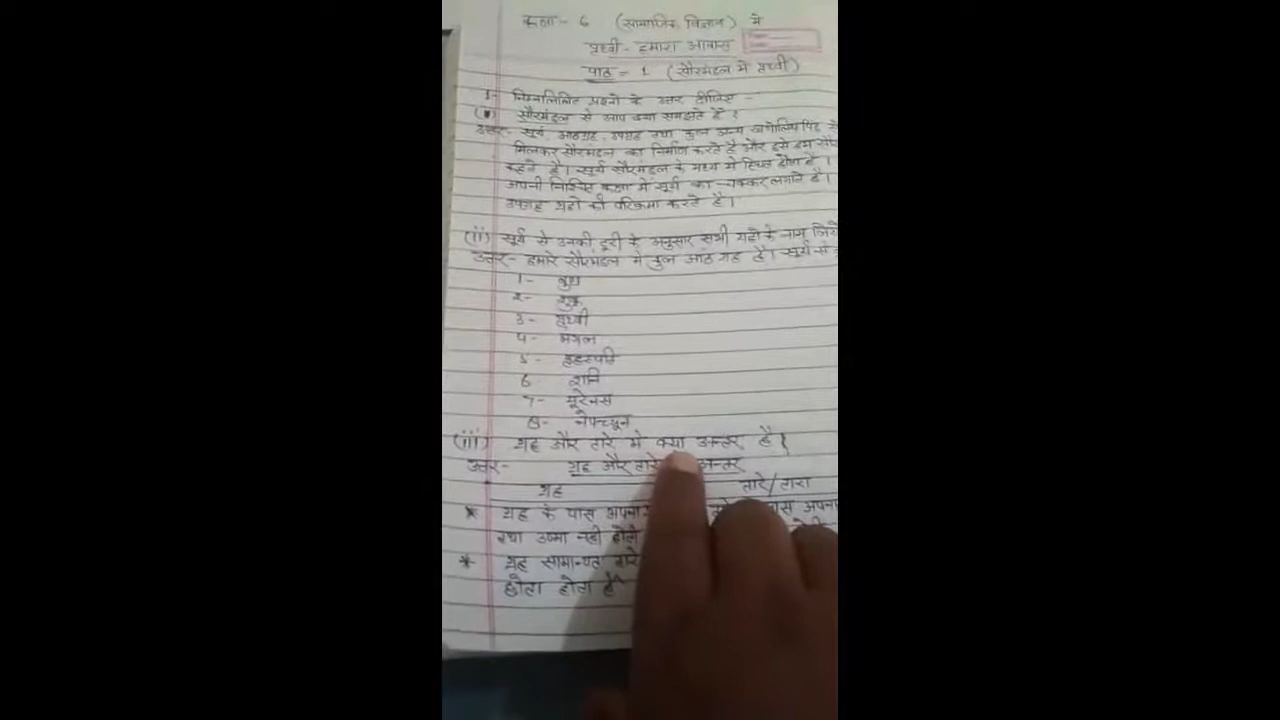 कक्षा - 6 (सामाजिक विज्ञान) में
पृथ्वी - हमारा आवास
पाठ = 1 (सौरमंडल में पृथ्वी)
1- निम्नलिखित प्रश्नों के उत्तर दीजिए -
(i) सौरमंडल से आप क्या समझते हैं?
उत्तर- सूर्य, आठग्रह, उपग्रह तथा कुछ अन्य खगोलिय पिंड
मिलकर सौरमंडल का निर्माण करते है और इसे हम
कहते हैं। सूर्य सौरमंडल के मध्य में स्थित होता है।
अपनी निश्चित कक्षा में सूर्य का चक्कर लगाते है।
उपग्रह ग्रहो की परिक्रमा करते है।
(ii) सूर्य से उनकी दूरी के अनुसार सभी ग्रहो के नाम
उत्तर- हमारे सौरमंडल मे कुल आठ ग्रह है। सूर्य से
1- बुध
2- शुक्र
3- पृथ्वी
4- मंगल
5- बृहस्पति
6- शनि
7- यूरेनस
8- नेपच्यून
(iii) ग्रह और तारे मे क्या अन्तर है?
उत्तर- ग्रह और तारे अन्तर
ग्रह तारे/तारा
* ग्रह के पास अपना पास अपना
तथा उष्मा नही होती
* ग्रह सामान्यत तारे
छोटा होता है